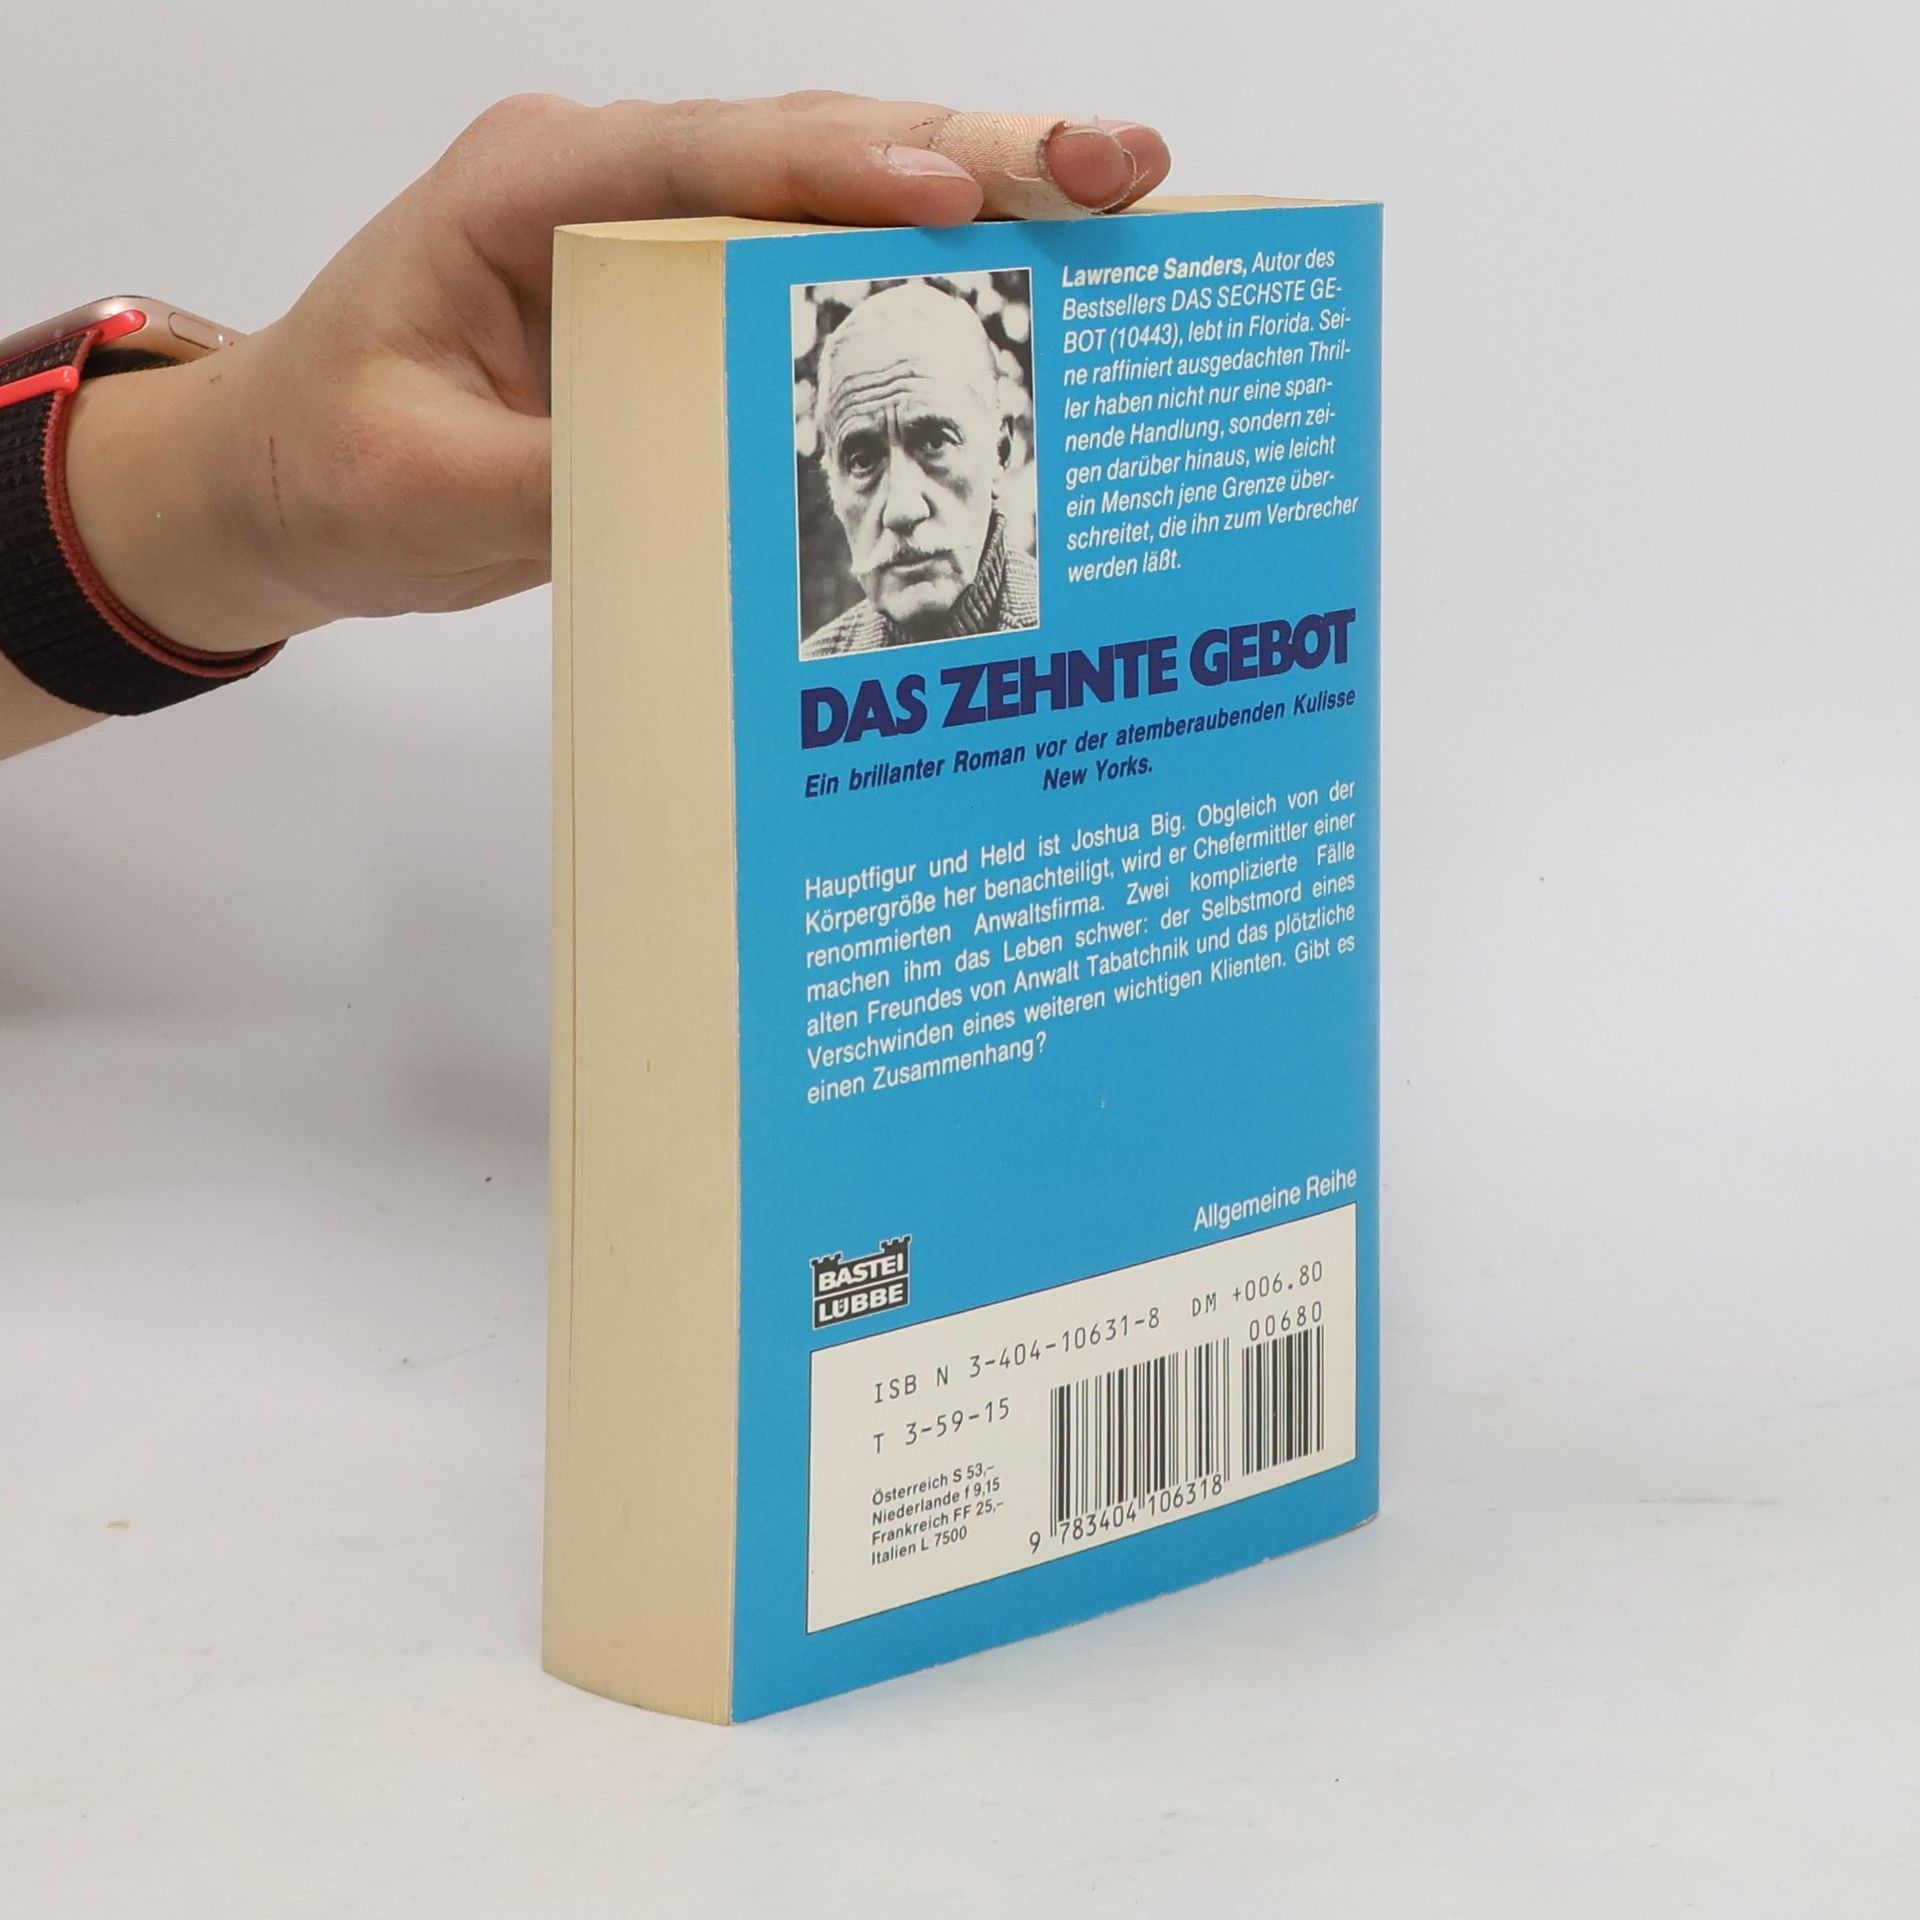 Lawrence Sanders, Autor des
Bestsellers DAS SECHSTE GE-
BOT (10443), lebt in Florida. Sei-
ne raffiniert ausgedachten Thril-
ler haben nicht nur eine span-
nende Handlung, sondern zei-
gen darüber hinaus, wie leicht
ein Mensch jene Grenze über-
schreitet, die ihn zum Verbrecher
werden läßt.
DAS ZEHNTE GEBOT
Ein brillanter Roman vor der atemberaubenden Kulisse
New Yorks.
Hauptfigur und Held ist Joshua Big. Obgleich von der
Körpergröße her benachteiligt, wird er Chefermittler einer
renommierten Anwaltsfirma. Zwei komplizierte Fälle
machen ihm das Leben schwer: der Selbstmord eines
alten Freundes von Anwalt Tabatchnik und das plötzliche
Verschwinden eines weiteren wichtigen Klienten. Gibt es
einen Zusammenhang?
Allgemeine Reihe
BASTEI
LÜBBE
ISB N 3-404-10631-8 DM +006.80
00680
T 3-59-15
Österreich S 53,–
Niederlande f 9,15
Frankreich FF 25,–
Italien L 7500
9 783404 106318